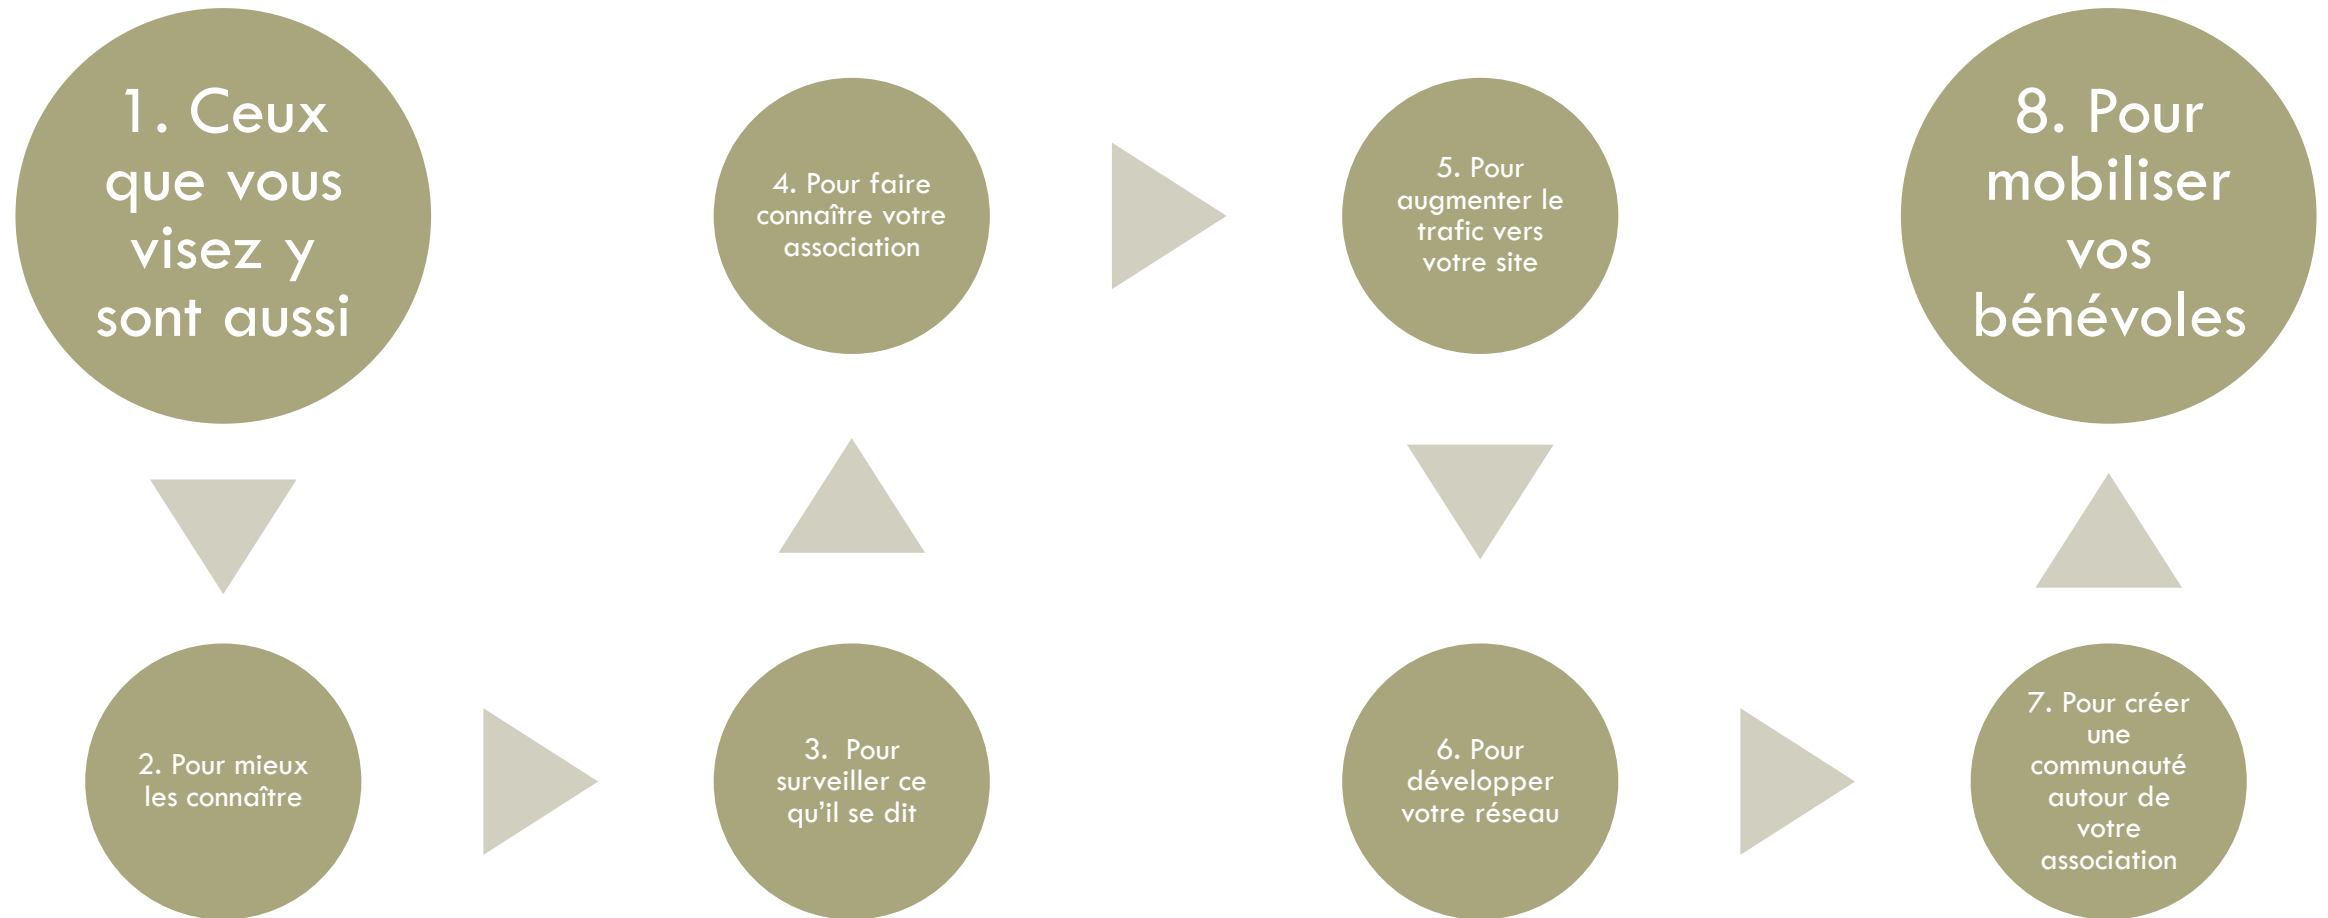 1. Ceux
que vous
visez y
sont aussi
2. Pour mieux
les connaître
3.  Pour
surveiller ce
qu’il se dit
4. Pour faire
connaître votre
association
5. Pour
augmenter le
trafic vers
votre site
6. Pour
développer
votre réseau
7. Pour créer
une
communauté
autour de
votre
association
8. Pour
mobiliser
vos
bénévoles